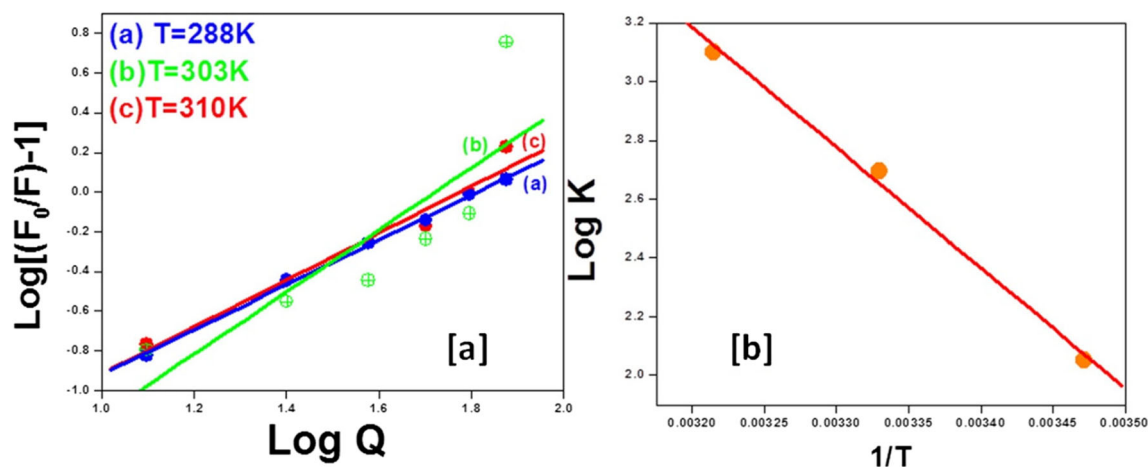 (a) T=288K
(b)T=303K
(c)T=310K
(b)
(c)
(a)
[a]
Log[(F₀/F)-1]
0.8
0.6
0.4
0.2
0.0
-0.2
-0.4
-0.6
-0.8
-1.0
1.0 1.2 1.4 1.6 1.8 2.0
Log Q
[b]
Log K
3.2
3.0
2.8
2.6
2.4
2.2
2.0
0.00320 0.00325 0.00330 0.00335 0.00340 0.00345 0.00350
1/T